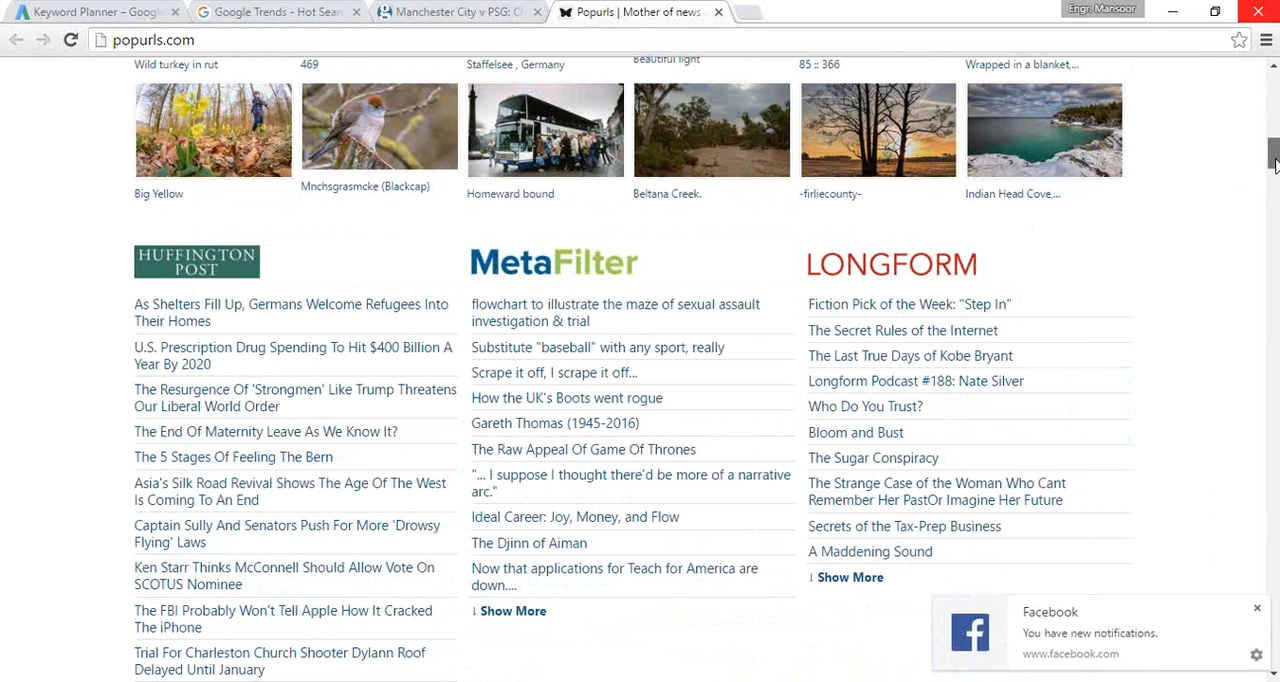 Keyword Planner – Googl
Google Trends - Hot Sear
Manchester City v PSG: Cl
Popurls | Mother of news
Engr. Mansoor
popurls.com
Wild turkey in rut
469
Staffelsee , Germany
Beautiful light
85 :: 366
Wrapped in a blanket,...
Big Yellow
Mnchsgrasmcke (Blackcap)
Homeward bound
Beltana Creek.
-firliecounty-
Indian Head Cove,...
HUFFINGTON
POST
As Shelters Fill Up, Germans Welcome Refugees Into
Their Homes
U.S. Prescription Drug Spending To Hit $400 Billion A
Year By 2020
The Resurgence Of 'Strongmen' Like Trump Threatens
Our Liberal World Order
The End Of Maternity Leave As We Know It?
The 5 Stages Of Feeling The Bern
Asia's Silk Road Revival Shows The Age Of The West
Is Coming To An End
Captain Sully And Senators Push For More 'Drowsy
Flying' Laws
Ken Starr Thinks McConnell Should Allow Vote On
SCOTUS Nominee
The FBI Probably Won't Tell Apple How It Cracked
The iPhone
Trial For Charleston Church Shooter Dylann Roof
Delayed Until January
MetaFilter
flowchart to illustrate the maze of sexual assault
investigation & trial
Substitute "baseball" with any sport, really
Scrape it off, I scrape it off...
How the UK's Boots went rogue
Gareth Thomas (1945-2016)
The Raw Appeal Of Game Of Thrones
"... I suppose I thought there'd be more of a narrative
arc."
Ideal Career: Joy, Money, and Flow
The Djinn of Aiman
Now that applications for Teach for America are
down....
↓ Show More
LONGFORM
Fiction Pick of the Week: "Step In"
The Secret Rules of the Internet
The Last True Days of Kobe Bryant
Longform Podcast #188: Nate Silver
Who Do You Trust?
Bloom and Bust
The Sugar Conspiracy
The Strange Case of the Woman Who Cant
Remember Her PastOr Imagine Her Future
Secrets of the Tax-Prep Business
A Maddening Sound
↓ Show More
Facebook
You have new notifications.
www.facebook.com